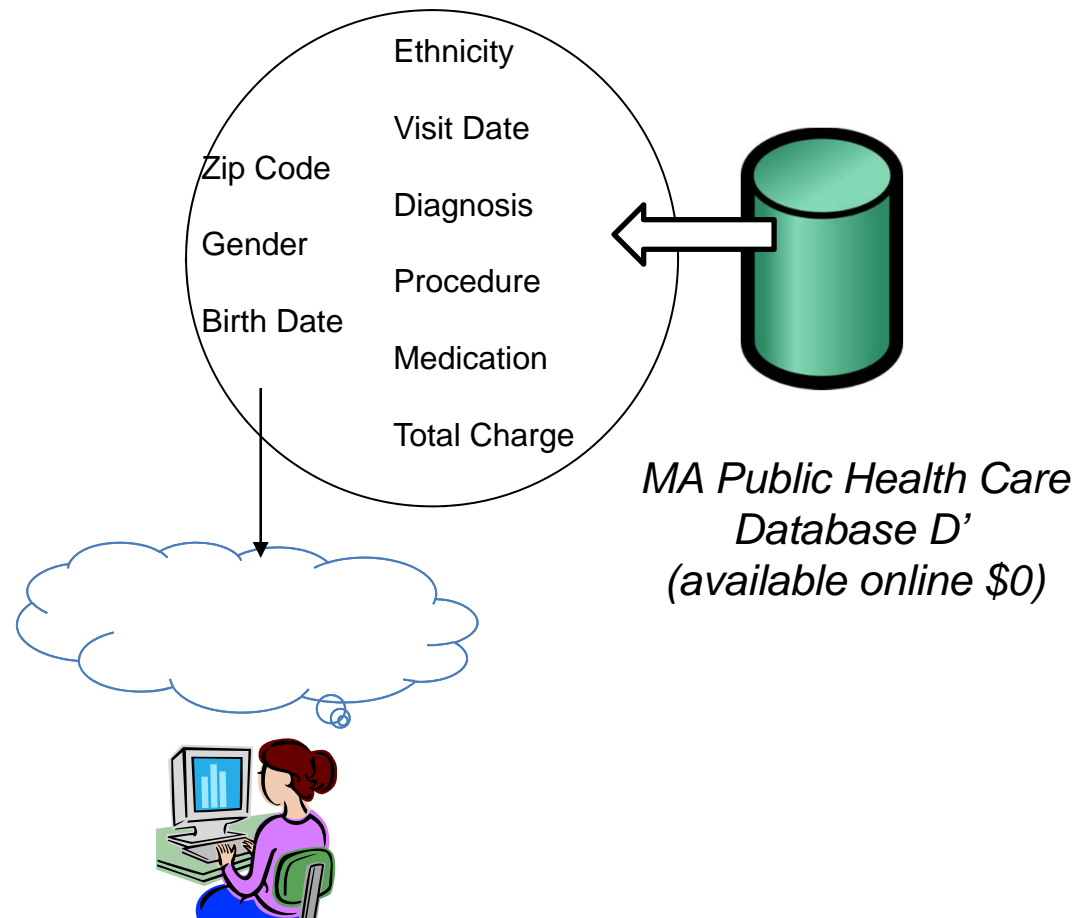 Zip Code
Gender
Birth Date
Ethnicity
Visit Date
Diagnosis
Procedure
Medication
Total Charge
MA Public Health Care
Database D’
(available online $0)